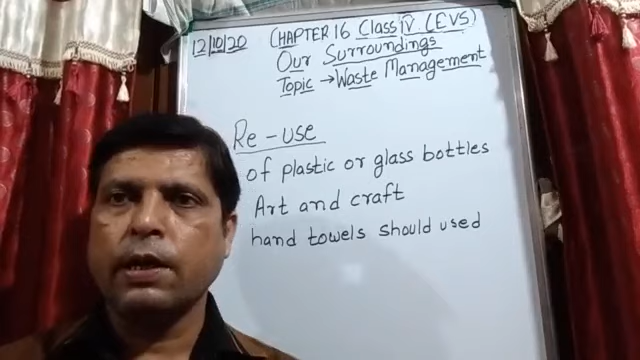 12/10/20
CHAPTER 16 Class IV (EVS)
Our Surroundings
Topic → Waste Management
Re-use
of plastic or glass bottles
Art and craft
hand towels should used